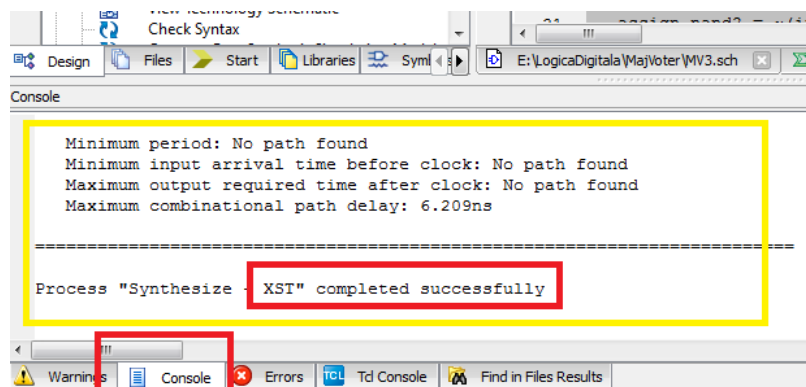 Check Syntax
Design Files Start Libraries E:\LogicaDigitala\MajVoter\MV3.sch
Console
Minimum period: No path found
Minimum input arrival time before clock: No path found
Maximum output required time after clock: No path found
Maximum combinational path delay: 6.209ns
=========================================================================
Process "Synthesize - XST" completed successfully
Warnings Console Errors TCL Tcl Console Find in Files Results